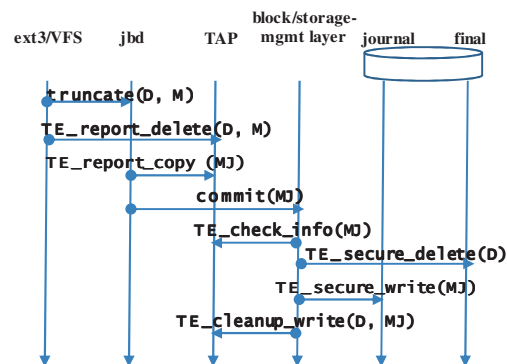 block/storage-
ext3/VFS jbd TAP mgmt layer journal final
truncate(D, M)
TE_report_delete(D, M)
TE_report_copy (MJ)
commit(MJ)
TE_check_info(MJ)
TE_secure_delete(D)
TE_secure_write(MJ)
TE_cleanup_write(D, MJ)